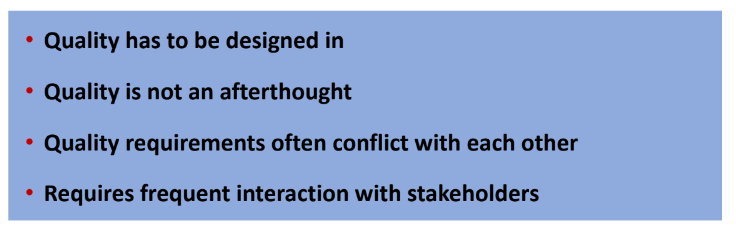 • Quality has to be designed in
• Quality is not an afterthought
• Quality requirements often conflict with each other
• Requires frequent interaction with stakeholders